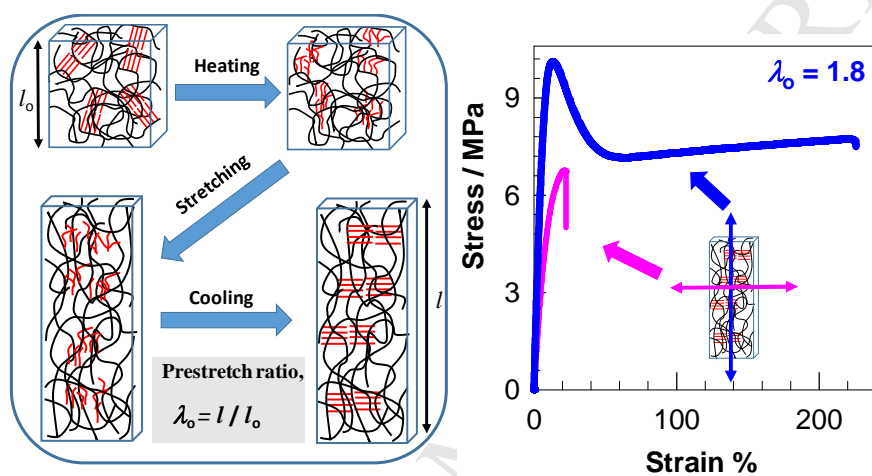 lo
Heating
Stretching
Cooling
l
Prestretch ratio,
λo = l / lo
λo = 1.8
Stress / MPa
9
6
3
0
0
100
200
Strain %